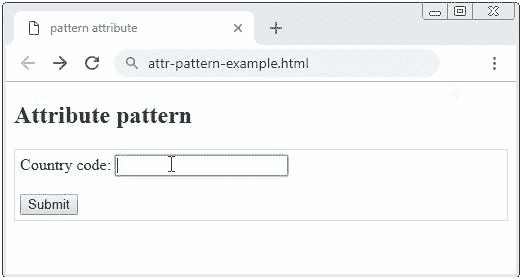 pattern attribute
attr-pattern-example.html
Attribute pattern
Country code:
Submit